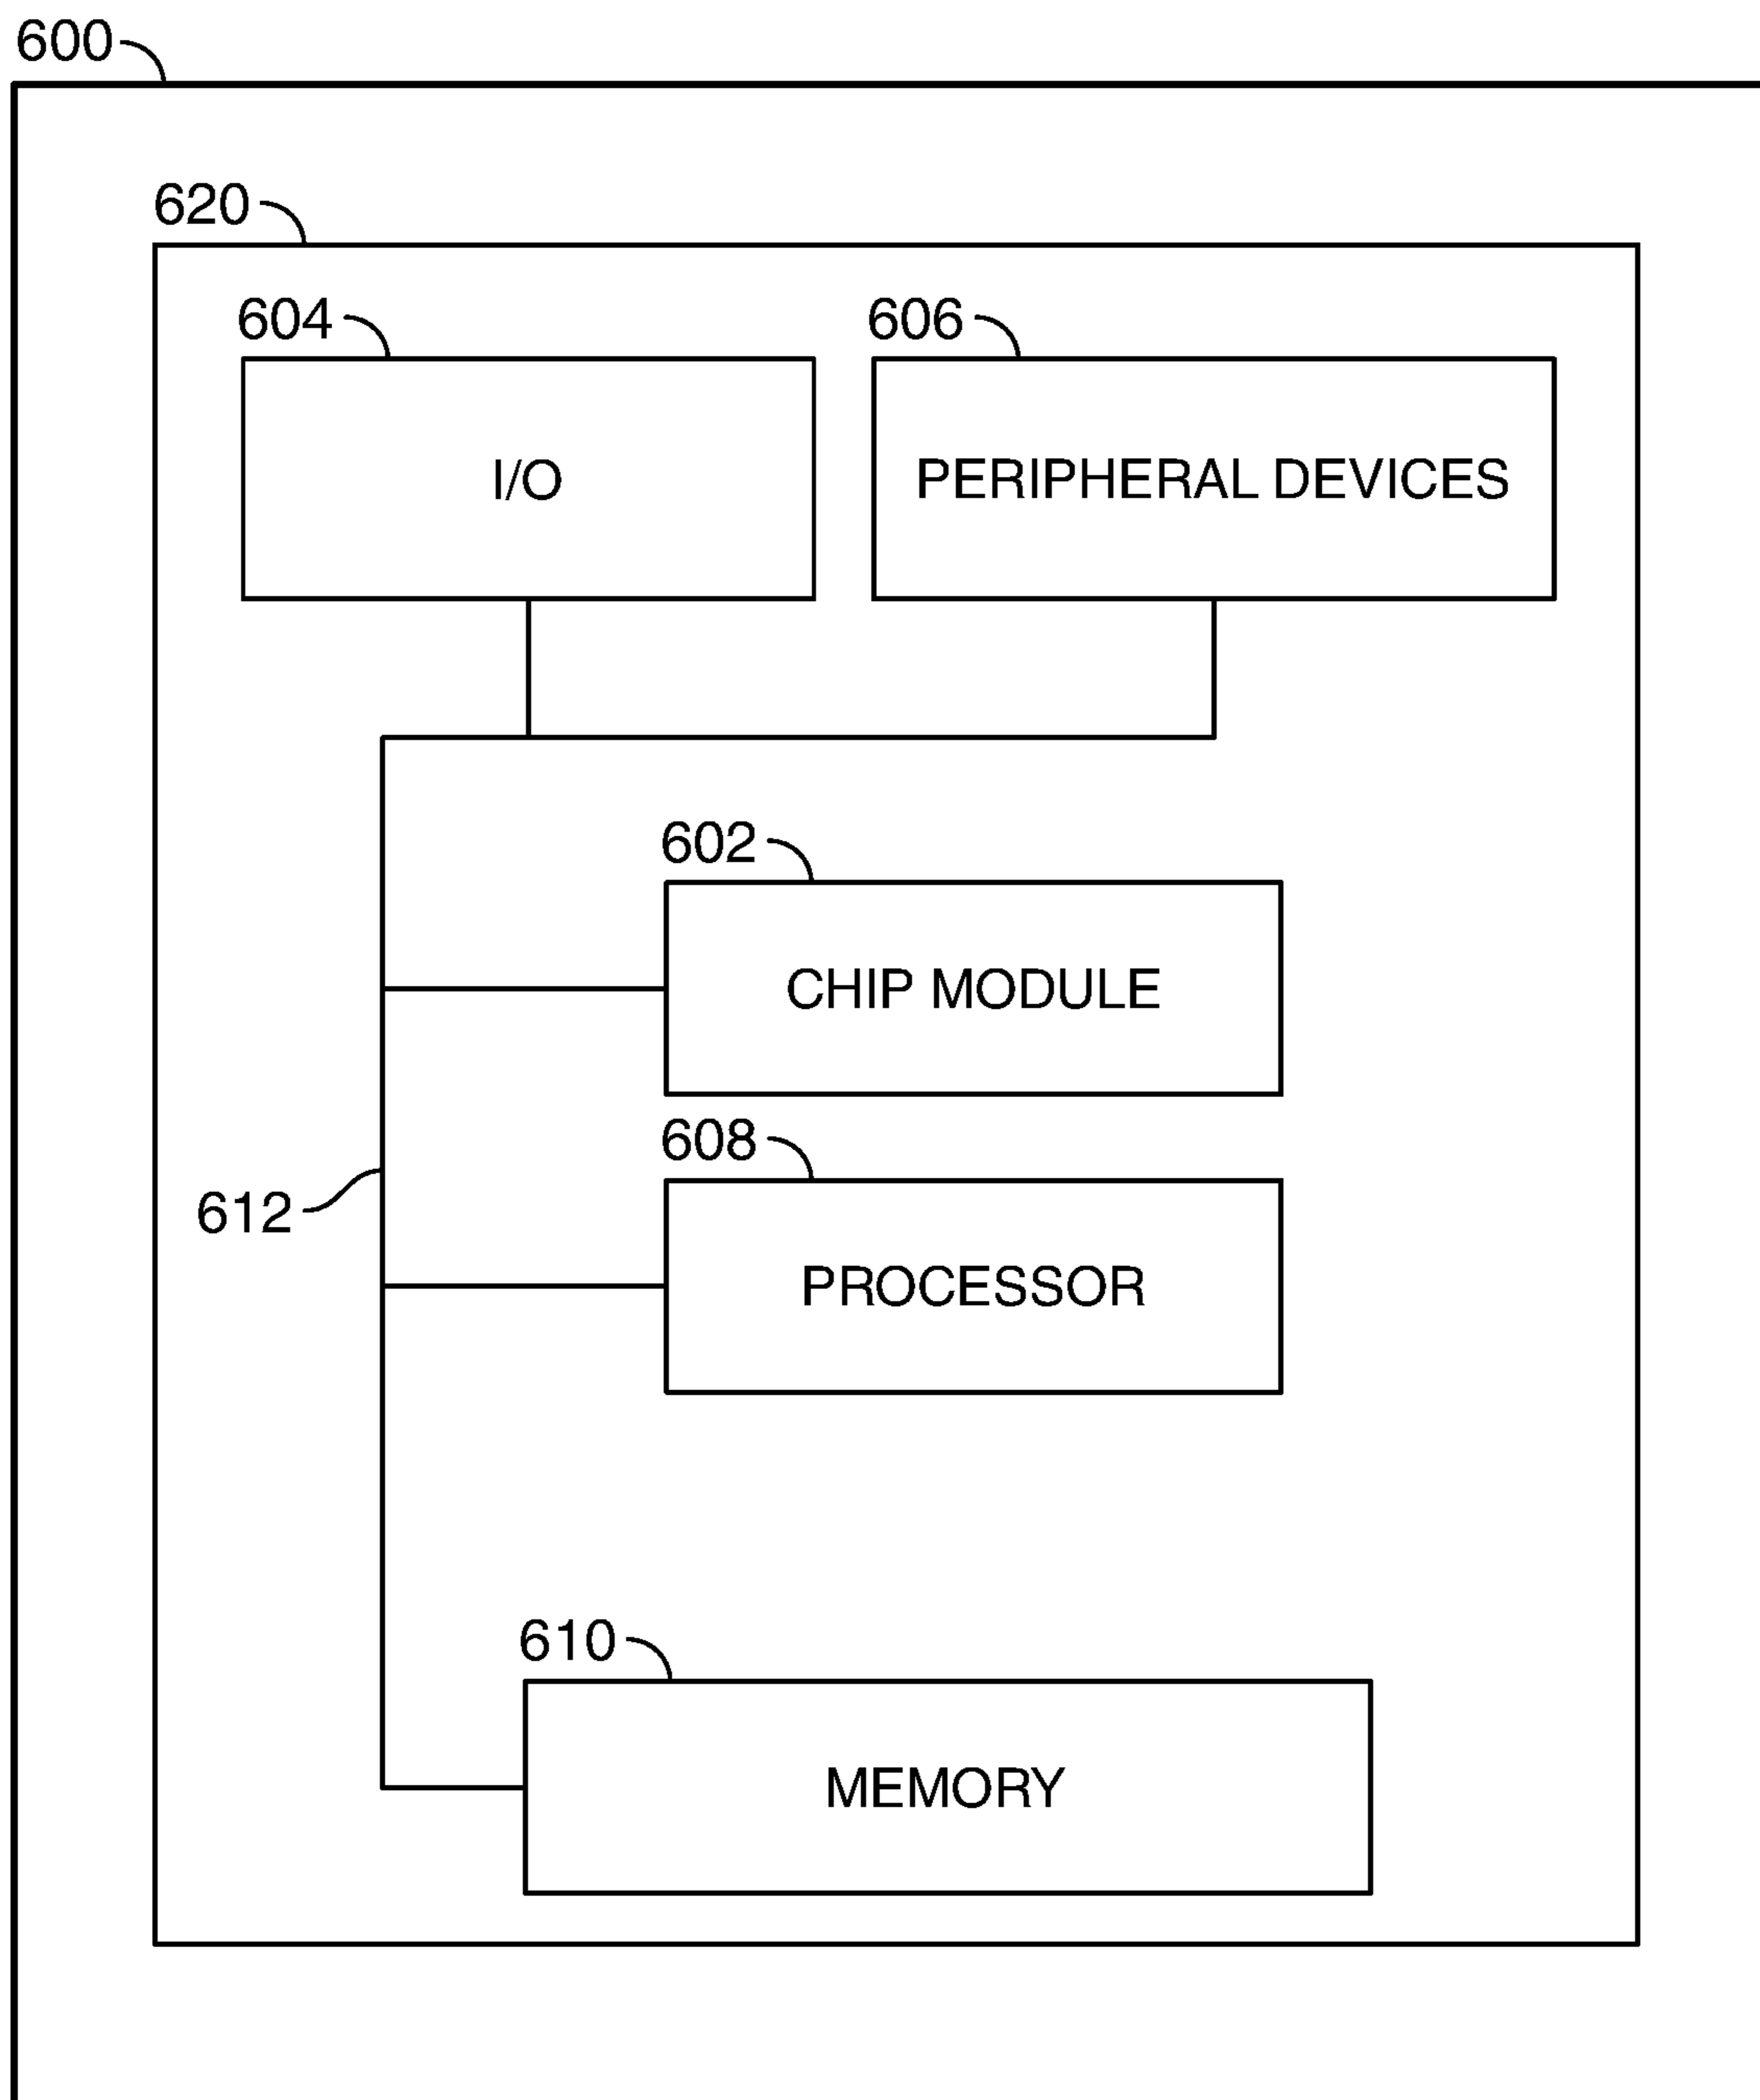 600
620
604
606
I/O
PERIPHERAL DEVICES
602
CHIP MODULE
608
612
PROCESSOR
610
MEMORY